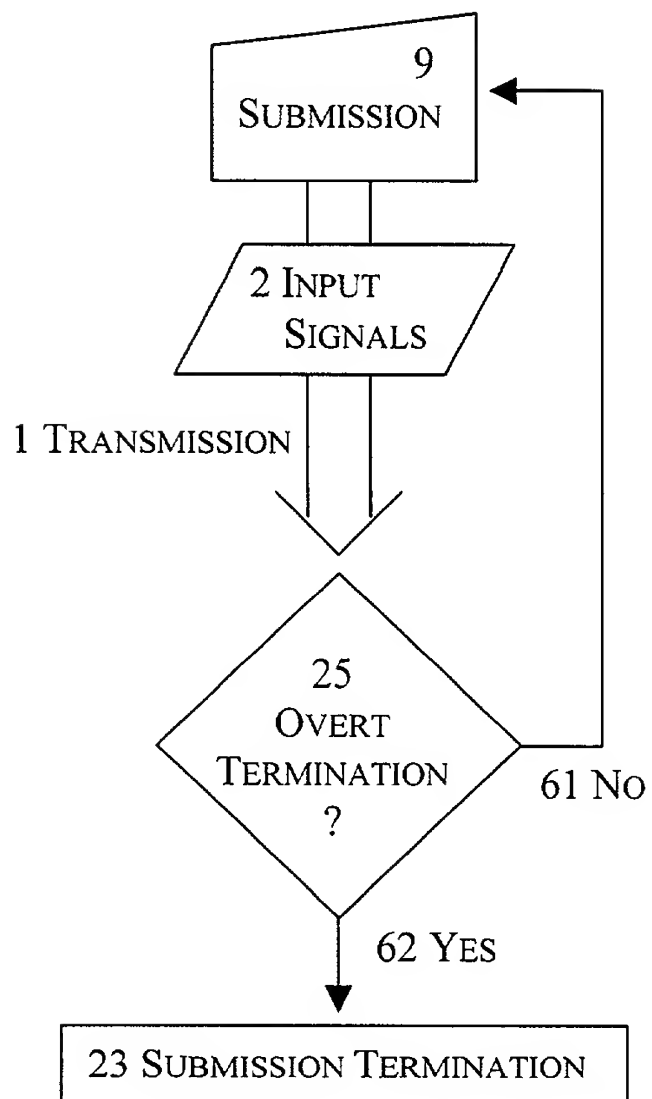 9
SUBMISSION
2 INPUT
SIGNALS
1 TRANSMISSION
25
OVERT
TERMINATION
?
61 NO
62 YES
23 SUBMISSION TERMINATION